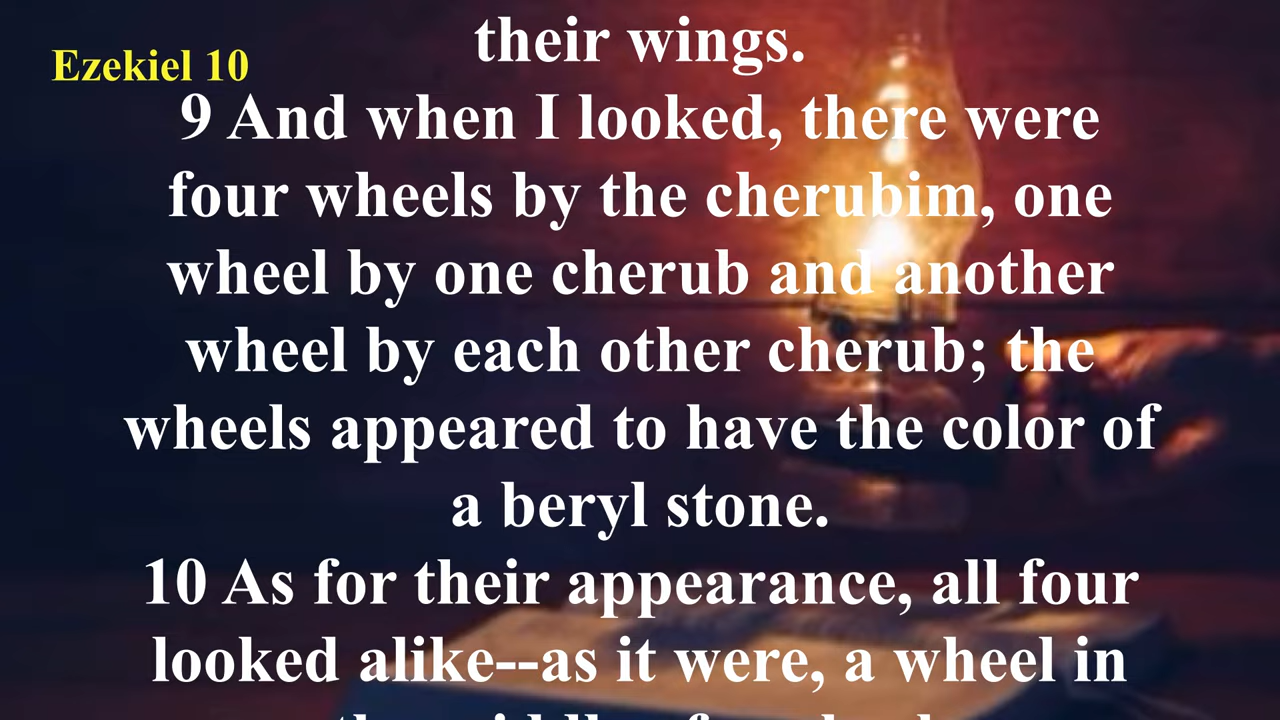 their wings.
Ezekiel 10
9 And when I looked, there were
four wheels by the cherubim, one
wheel by one cherub and another
wheel by each other cherub; the
wheels appeared to have the color of
a beryl stone.
10 As for their appearance, all four
looked alike--as it were, a wheel in